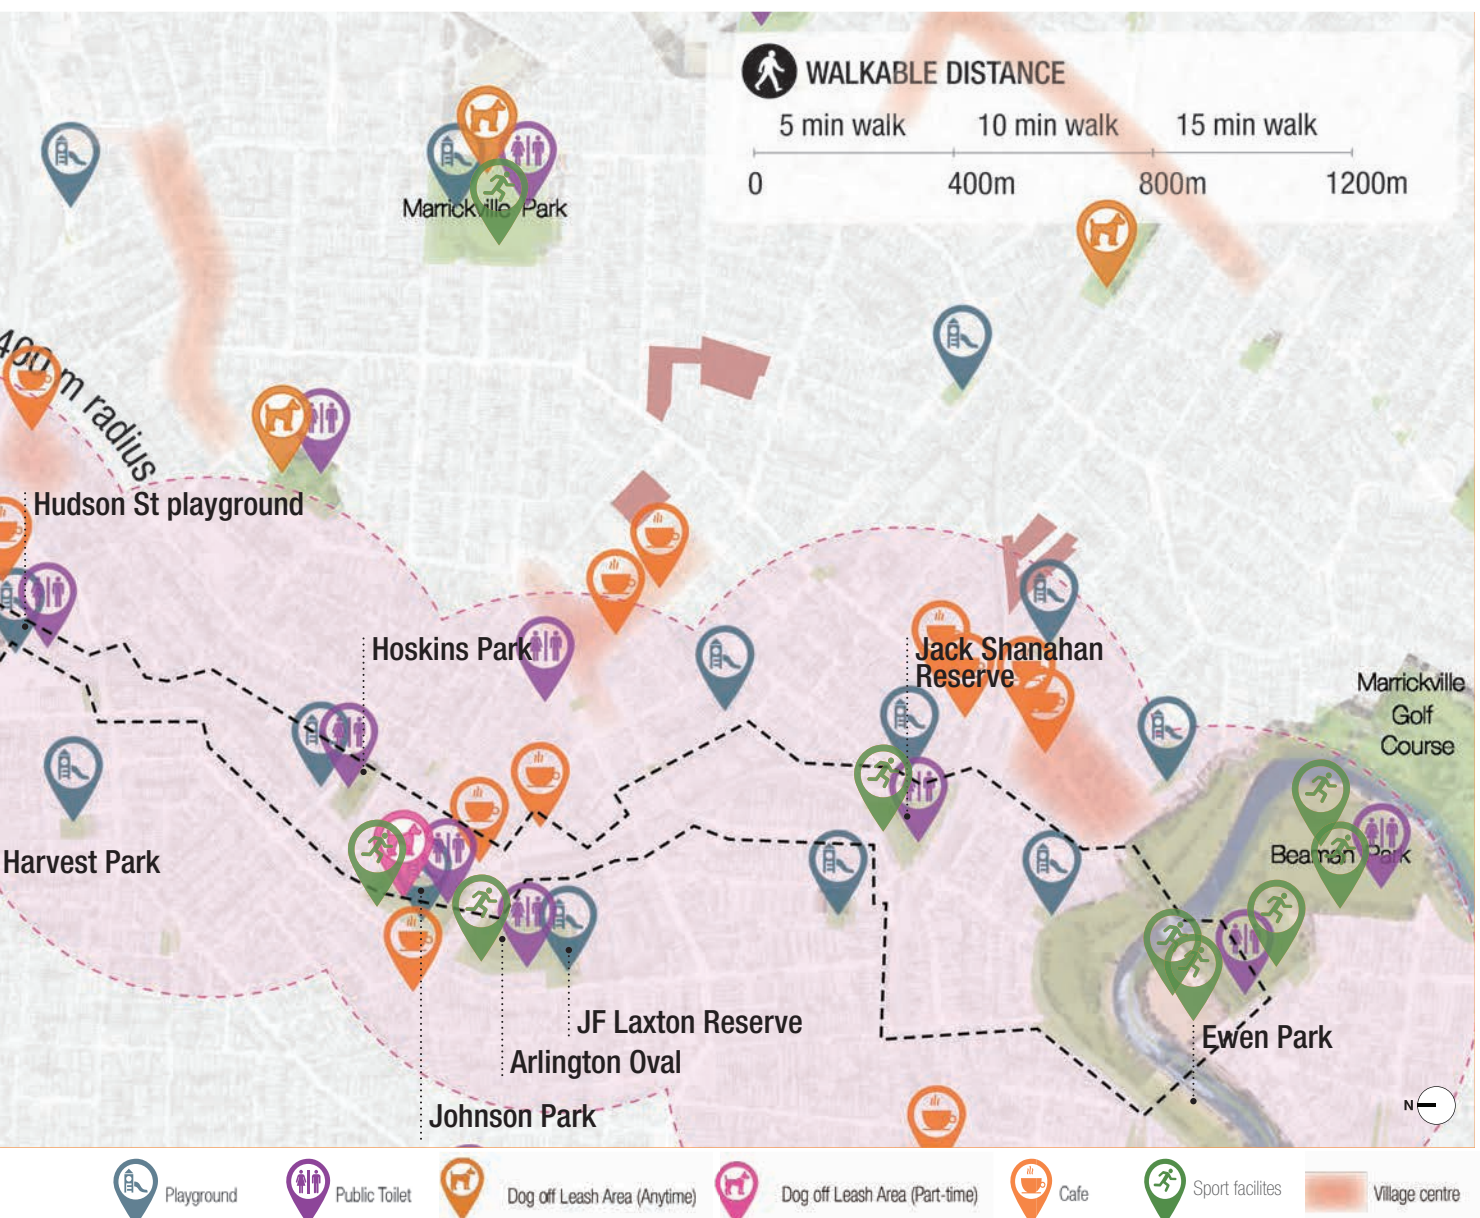 WALKABLE DISTANCE
5 min walk 10 min walk 15 min walk
0 400m 800m 1200m
Marrickville Park
400 m radius
Hudson St playground
Hoskins Park
Jack Shanahan
Reserve
Marrickville
Golf
Course
Harvest Park
Beaman Park
JF Laxton Reserve
Ewen Park
Arlington Oval
Johnson Park
N
Playground Public Toilet Dog off Leash Area (Anytime) Dog off Leash Area (Part-time) Cafe Sport facilites Village centre